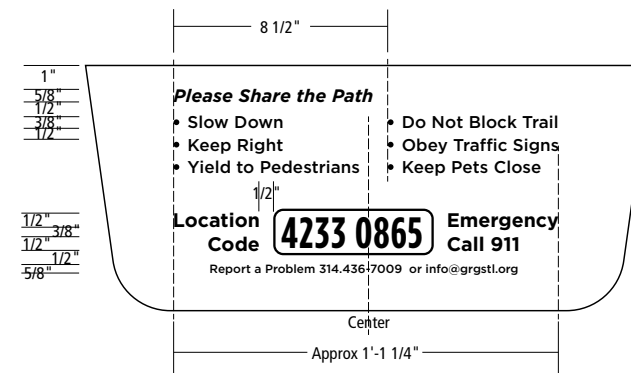 8 1/2"
1"
5/8"
1/2"
3/8"
1/2"
Please Share the Path
• Slow Down
• Keep Right
• Yield to Pedestrians
• Do Not Block Trail
• Obey Traffic Signs
• Keep Pets Close
1/2"
1/2"
3/8"
1/2"
1/2"
5/8"
Location
Code
4233 0865
Emergency
Call 911
Report a Problem 314.436-7009 or info@grgstl.org
Center
Approx 1'-1 1/4"